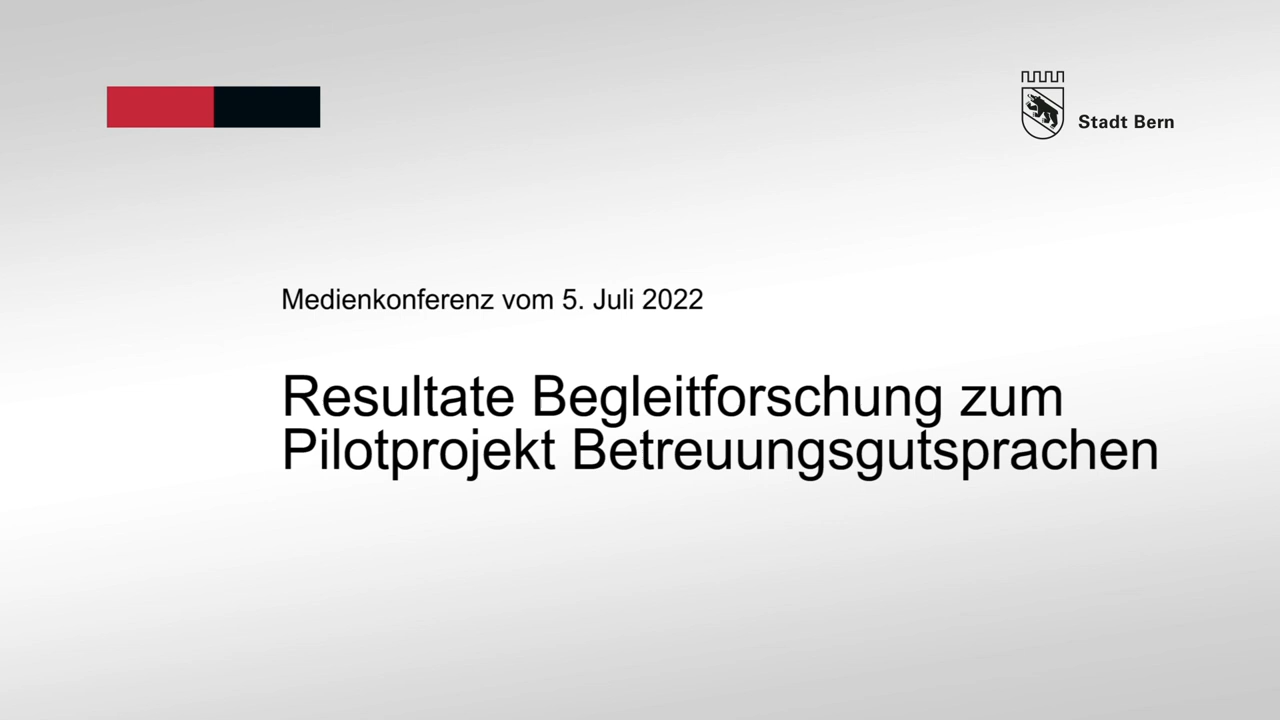 Stadt Bern
Medienkonferenz vom 5. Juli 2022
Resultate Begleitforschung zum
Pilotprojekt Betreuungsgutsprachen